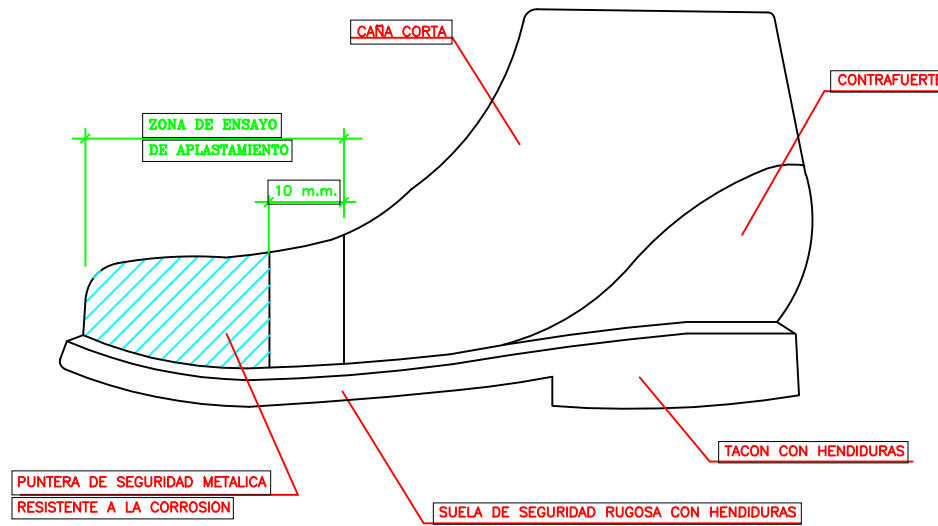 CAÑA CORTA
CONTRAFUERTE
ZONA DE ENSAYO
DE APLASTAMIENTO
10 m.m.
TACON CON HENDIDURAS
PUNTERA DE SEGURIDAD METALICA
RESISTENTE A LA CORROSION
SUELA DE SEGURIDAD RUGOSA CON HENDIDURAS